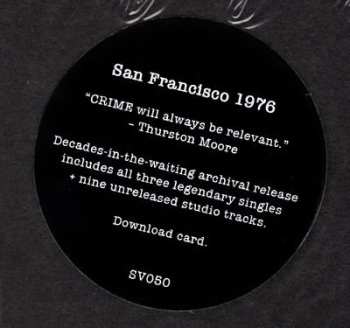 San Francisco 1976
“CRIME will always be relevant.”
– Thurston Moore
Decades-in-the-waiting archival release
includes all three legendary singles
+ nine unreleased studio tracks.
Download card.
SV050